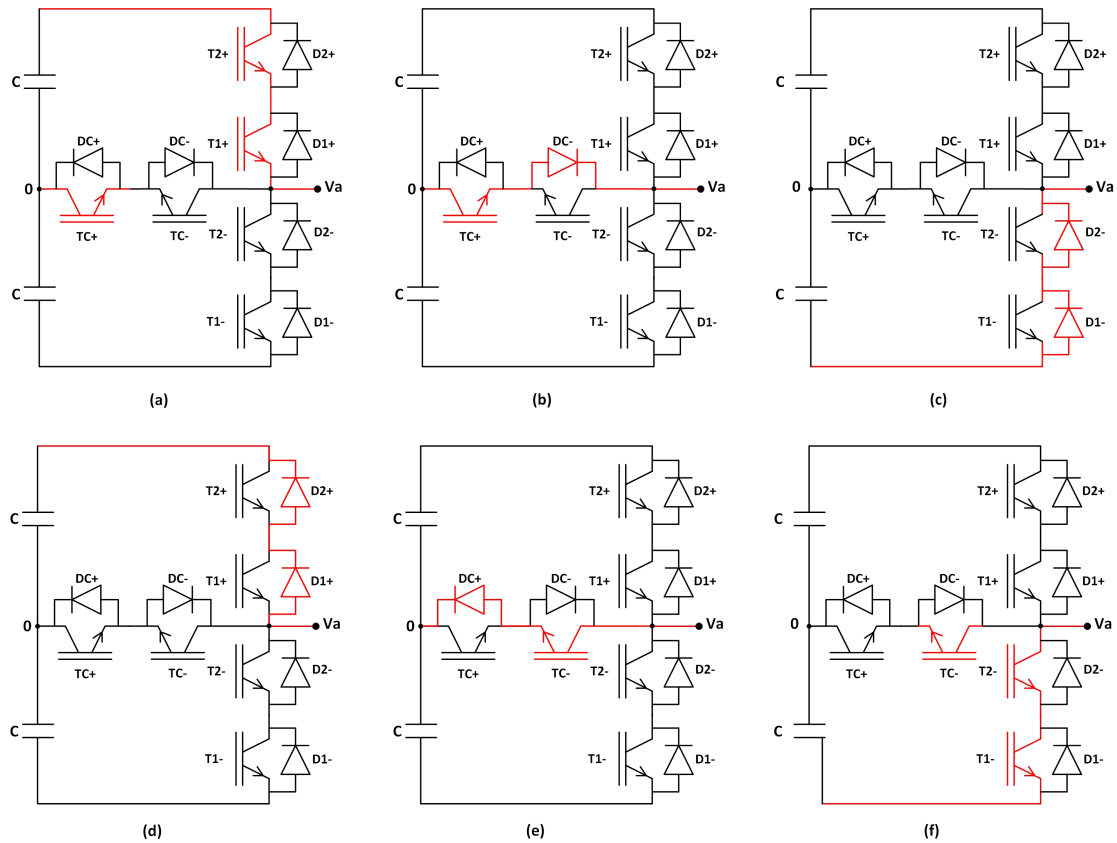 T2+ D2+ T2+ D2+ T2+ D2+
C C C
DC+ DC- T1+ D1+ DC+ DC- T1+ D1+ DC+ DC- T1+ D1+
0 Va 0 Va 0 Va
TC+ TC- T2- D2- TC+ TC- T2- D2- TC+ TC- T2- D2-
C C C
T1- D1- T1- D1- T1- D1-
(a) (b) (c)
T2+ D2+ T2+ D2+ T2+ D2+
C C C
DC+ DC- T1+ D1+ DC+ DC- T1+ D1+ DC+ DC- T1+ D1+
0 Va 0 Va 0 Va
TC+ TC- T2- D2- TC+ TC- T2- D2- TC+ TC- T2- D2-
C C C
T1- D1- T1- D1- T1- D1-
(d) (e) (f)